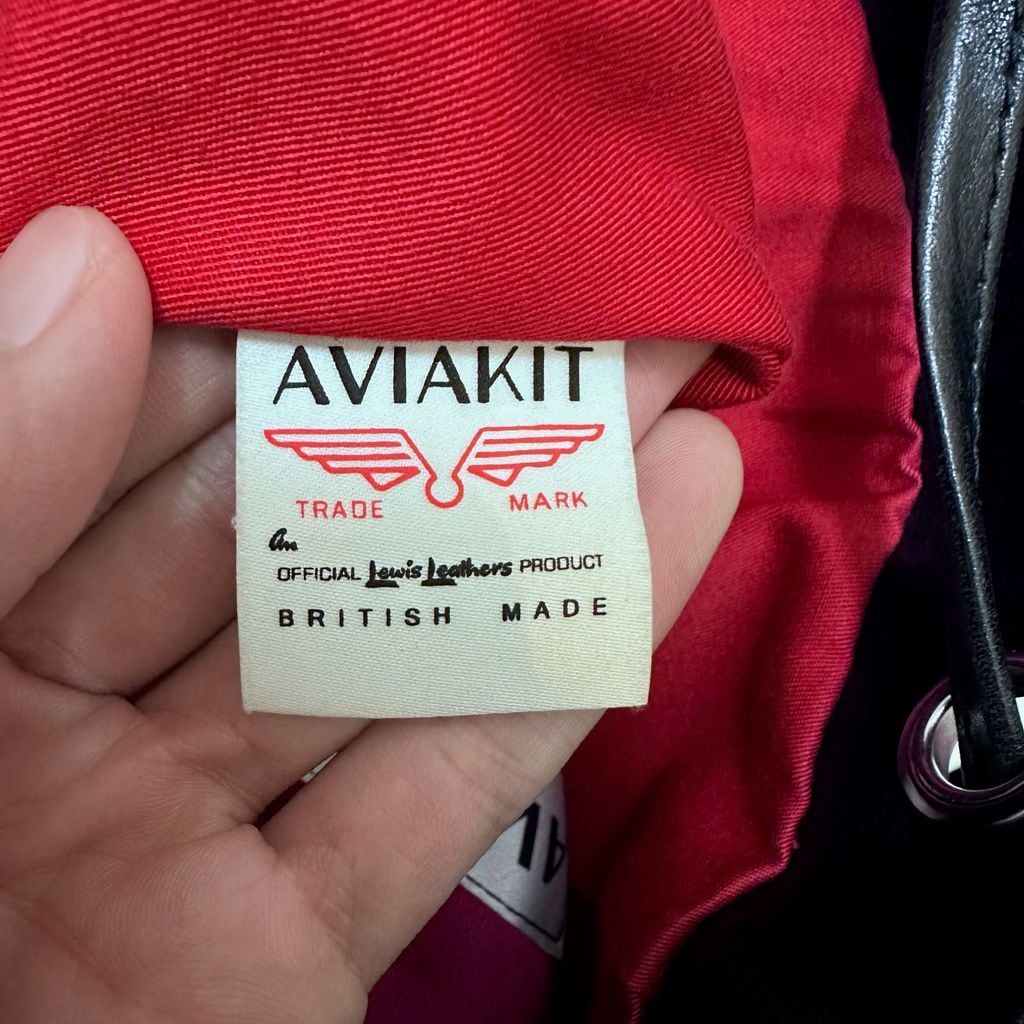 AVIAKIT
TRADE MARK
An
OFFICIAL Lewis Leathers PRODUCT
BRITISH MADE